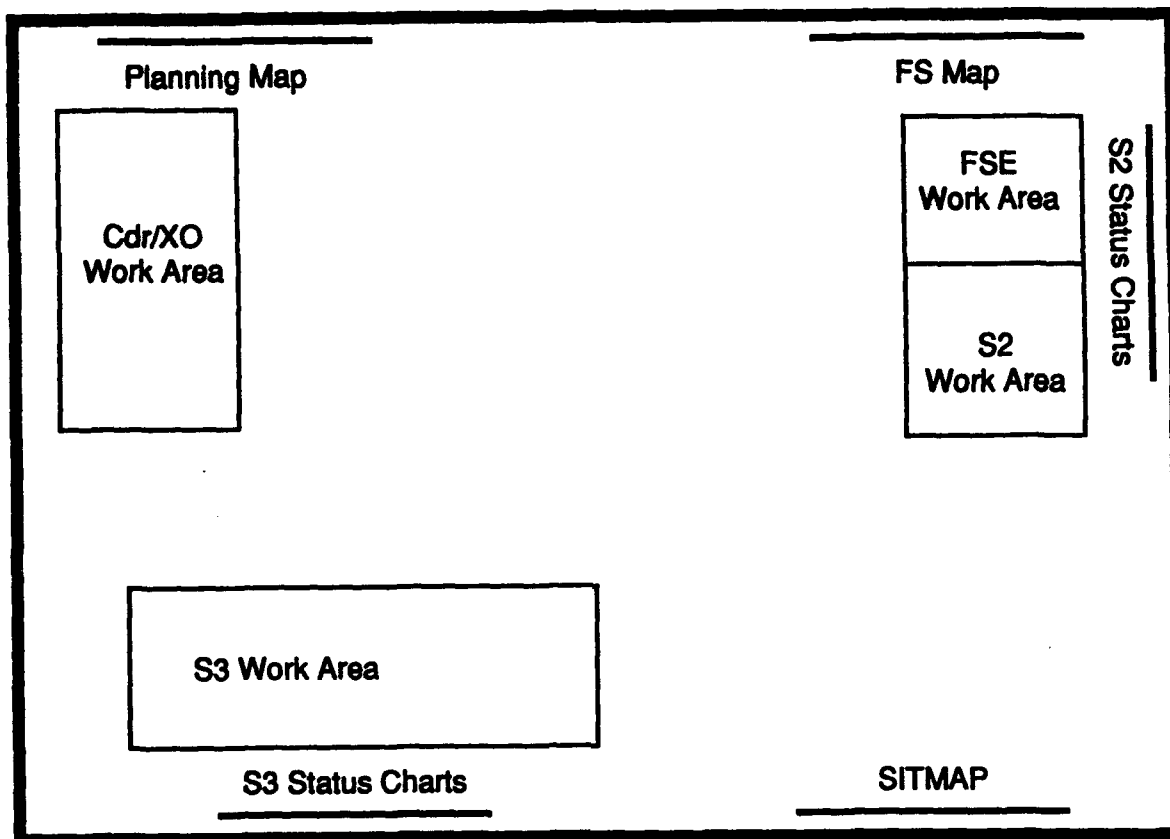 Planning Map
FS Map
Cdr/XO
Work Area
FSE
Work Area
S2 Status Charts
S2
Work Area
S3 Work Area
S3 Status Charts
SITMAP